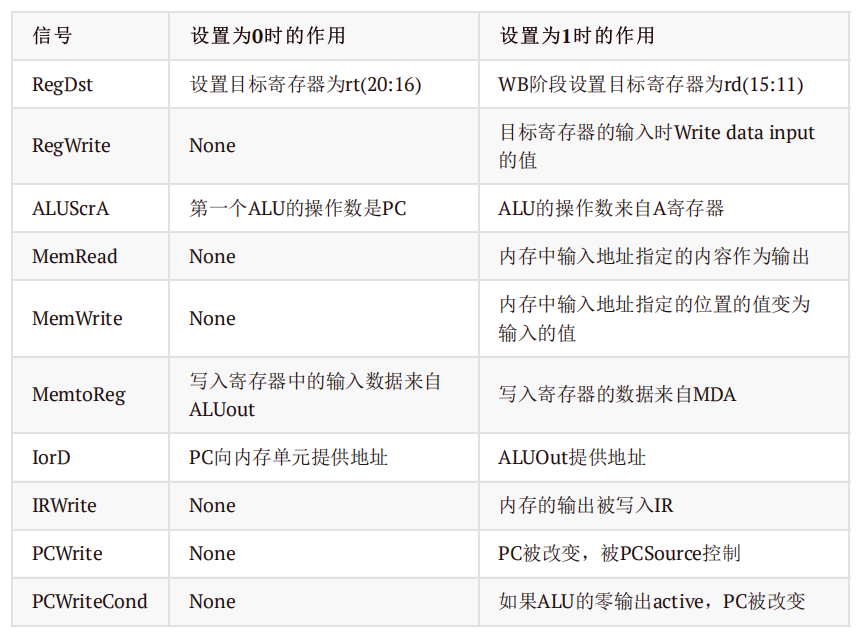 信号 设置为0时的作用 设置为1时的作用
RegDst 设置目标寄存器为rt(20:16) WB阶段设置目标寄存器为rd(15:11)
RegWrite None 目标寄存器的输入时Write data input
的值
ALUScrA 第一个ALU的操作数是PC ALU的操作数来自A寄存器
MemRead None 内存中输入地址指定的内容作为输出
MemWrite None 内存中输入地址指定的位置的值变为
输入的值
MemtoReg 写入寄存器中的输入数据来自
ALUout 写入寄存器的数据来自MDA
IorD PC向内存单元提供地址 ALUOut提供地址
IRWrite None 内存的输出被写入IR
PCWrite None PC被改变，被PCSource控制
PCWriteCond None 如果ALU的零输出active，PC被改变